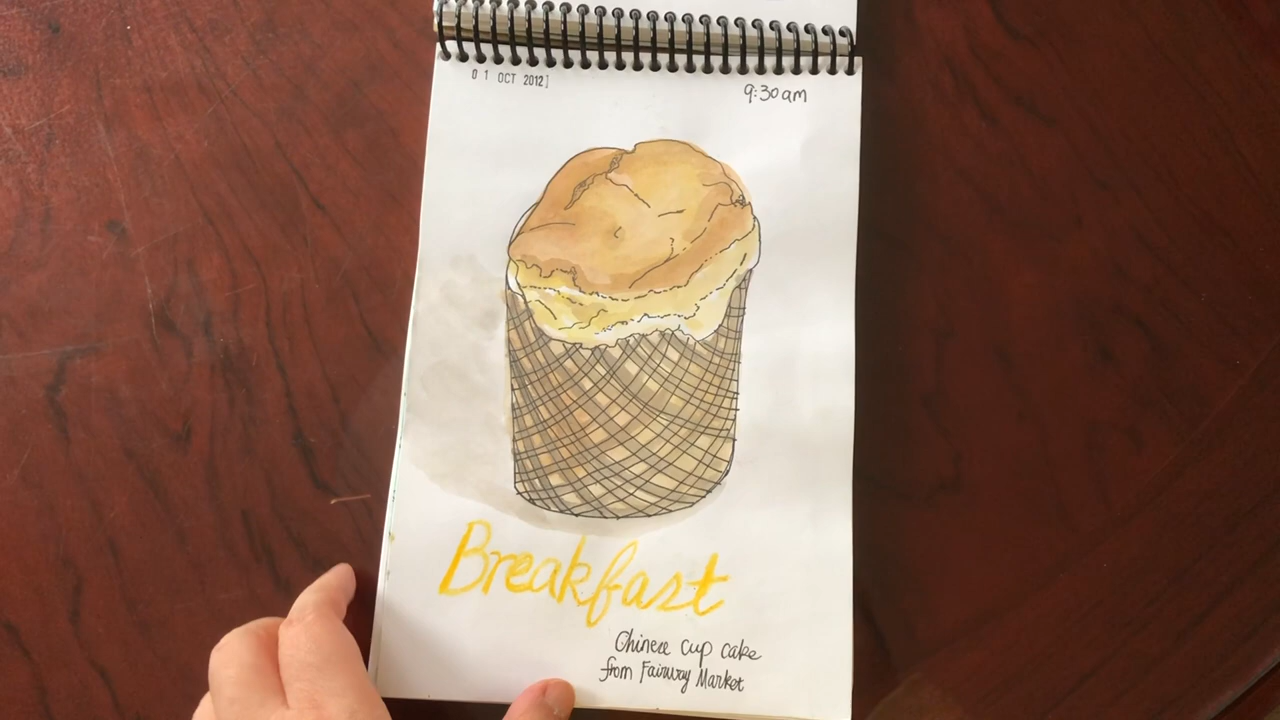 01 OCT 2012]
9:30am
Breakfast
Chinese cup cake
from Fairway Market